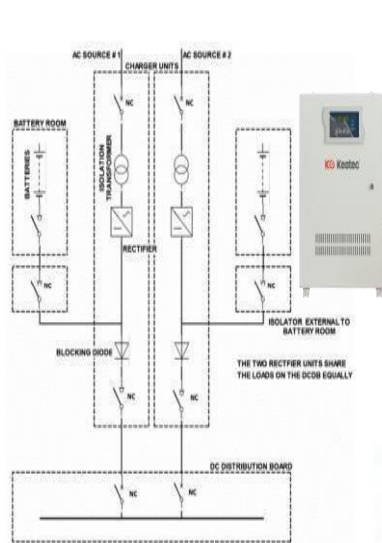 AC SOURCE # 1
AC SOURCE # 2
CHARGER UNITS
NC
NC
BATTERY ROOM
BATTERIES
ISOLATION
TRANSFORMER
KG Keatec
RECTIFIER
NC
NC
ISOLATOR EXTERNAL TO
BATTERY ROOM
BLOCKING DIODE
THE TWO RECTFIER UNITS SHARE
THE LOADS ON THE DCDB EQUALLY
NC
NC
DC DISTRIBUTION BOARD
NC
NC